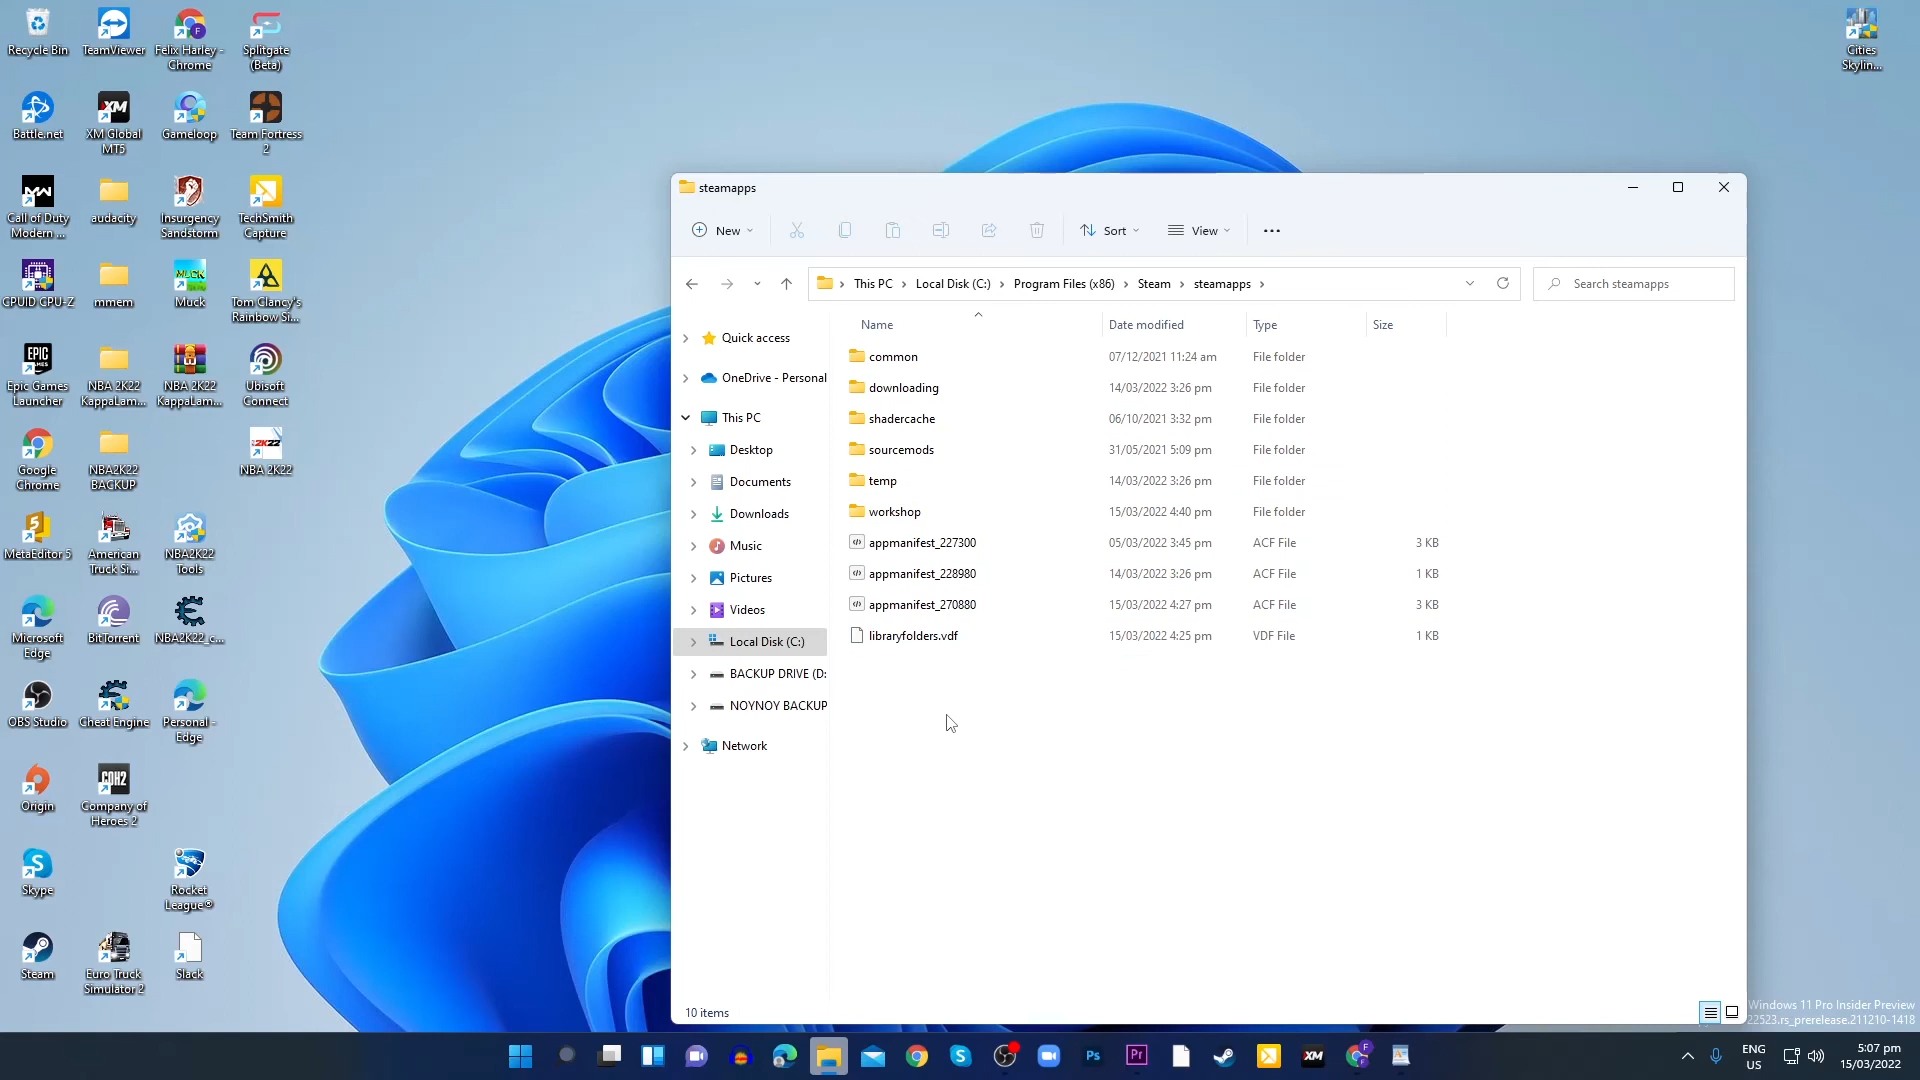 Recycle Bin
TeamViewer
Felix Harley -
Chrome
Splitgate
(Beta)
Cities
Skylin...
Battle.net
XM Global
MT5
Gameloop
Team Fortress
2
Call of Duty
Modern ...
audacity
Insurgency
Sandstorm
TechSmith
Capture
CPUID CPU-Z
mmem
Muck
Tom Clancy's
Rainbow Si...
Epic Games
Launcher
NBA 2K22
KappaLam...
NBA 2K22
KappaLam...
Ubisoft
Connect
Google
Chrome
NBA2K22
BACKUP
NBA 2K22
MetaEditor 5
American
Truck Si...
NBA2K22
Tools
Microsoft
Edge
BitTorrent
NBA2K22_c...
OBS Studio
Cheat Engine
Personal -
Edge
Origin
Company of
Heroes 2
Skype
Rocket
League®
Steam
Euro Truck
Simulator 2
Slack
steamapps
New
Sort
View
This PC
Local Disk (C:)
Program Files (x86)
Steam
steamapps
Search steamapps
Quick access
OneDrive - Personal
This PC
Desktop
Documents
Downloads
Music
Pictures
Videos
Local Disk (C:)
BACKUP DRIVE (D:
NOYNOY BACKUP
Network
Name Date modified Type Size
common 07/12/2021 11:24 am File folder
downloading 14/03/2022 3:26 pm File folder
shadercache 06/10/2021 3:32 pm File folder
sourcemods 31/05/2021 5:09 pm File folder
temp 14/03/2022 3:26 pm File folder
workshop 15/03/2022 4:40 pm File folder
appmanifest_227300 05/03/2022 3:45 pm ACF File 3 KB
appmanifest_228980 14/03/2022 3:26 pm ACF File 1 KB
appmanifest_270880 15/03/2022 4:27 pm ACF File 3 KB
libraryfolders.vdf 15/03/2022 4:25 pm VDF File 1 KB
10 items
Windows 11 Pro Insider Preview
22523.rs_prerelease.211210-1418
ENG
US
5:07 pm
15/03/2022